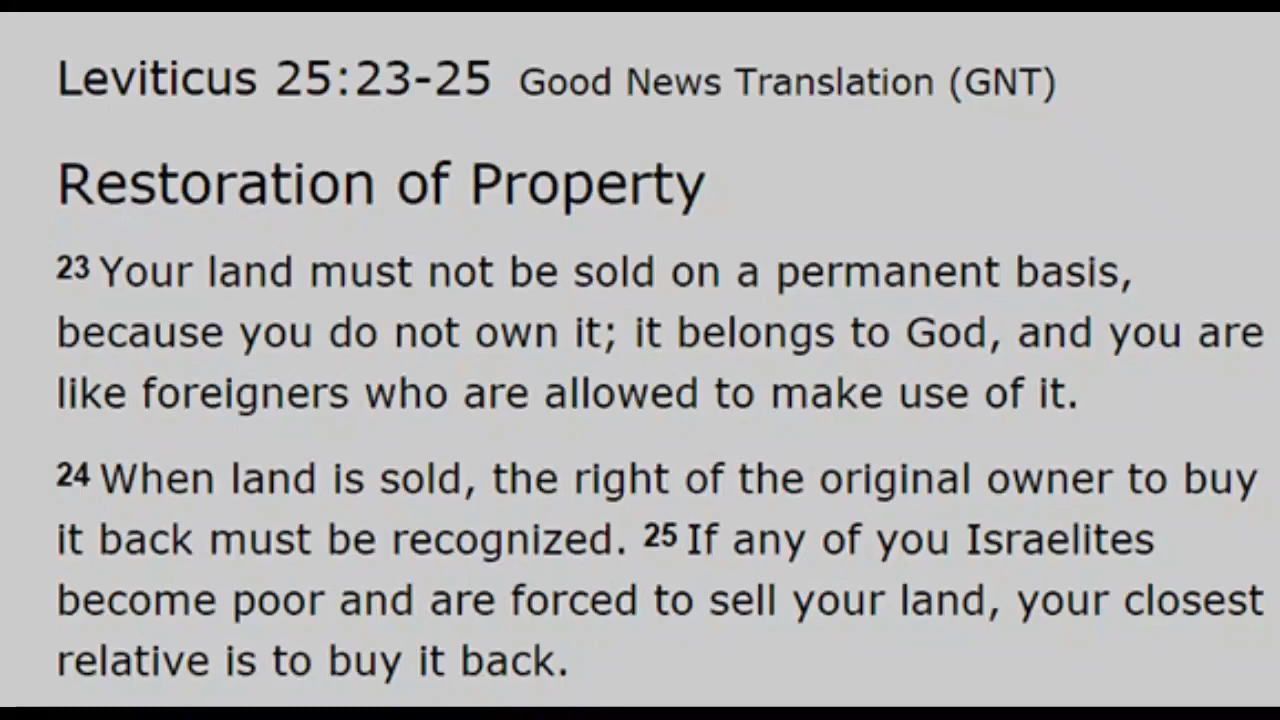 Leviticus 25:23-25 Good News Translation (GNT)
Restoration of Property
23 Your land must not be sold on a permanent basis,
because you do not own it; it belongs to God, and you are
like foreigners who are allowed to make use of it.
24 When land is sold, the right of the original owner to buy
it back must be recognized. 25 If any of you Israelites
become poor and are forced to sell your land, your closest
relative is to buy it back.